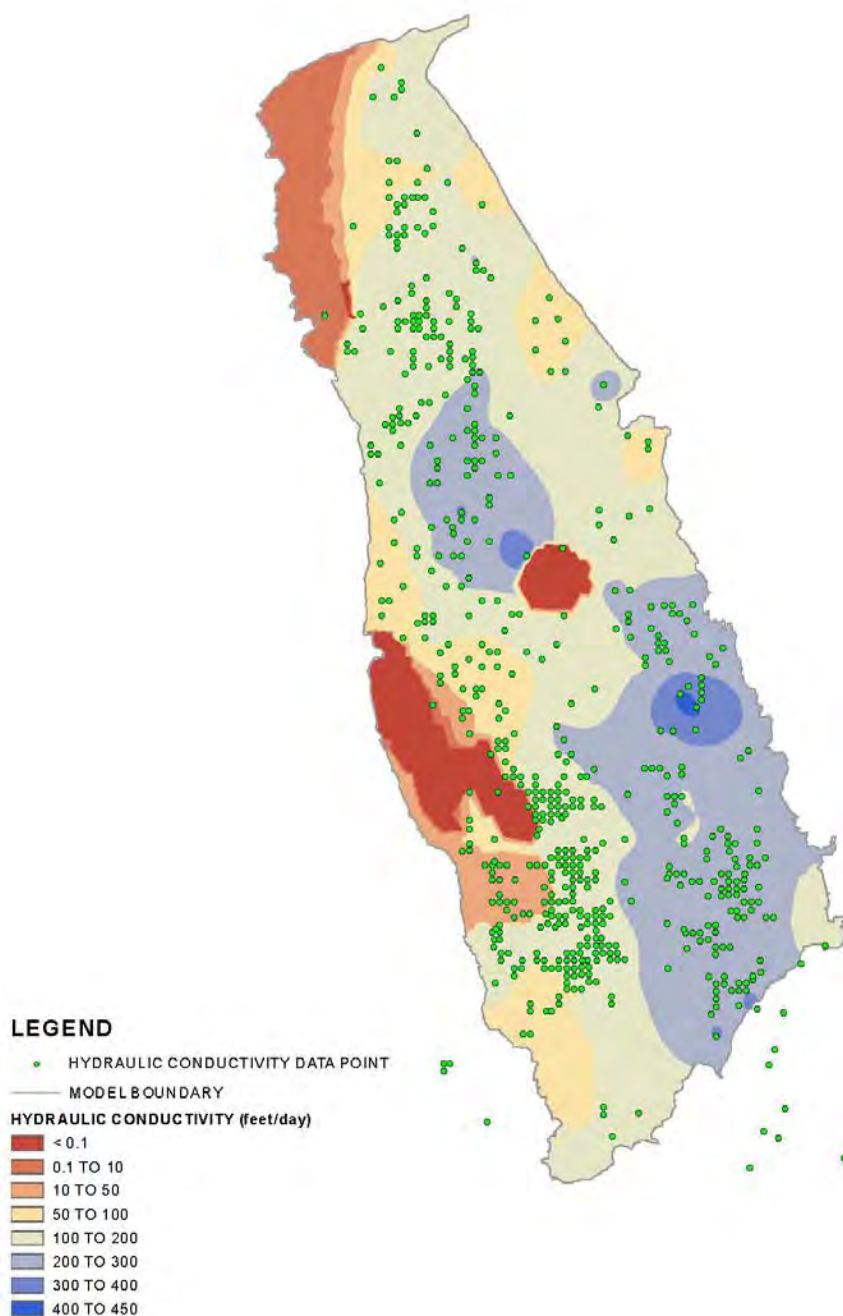 LEGEND
HYDRAULIC CONDUCTIVITY DATA POINT
MODEL BOUNDARY
HYDRAULIC CONDUCTIVITY (feet/day)
< 0.1
0.1 TO 10
10 TO 50
50 TO 100
100 TO 200
200 TO 300
300 TO 400
400 TO 450